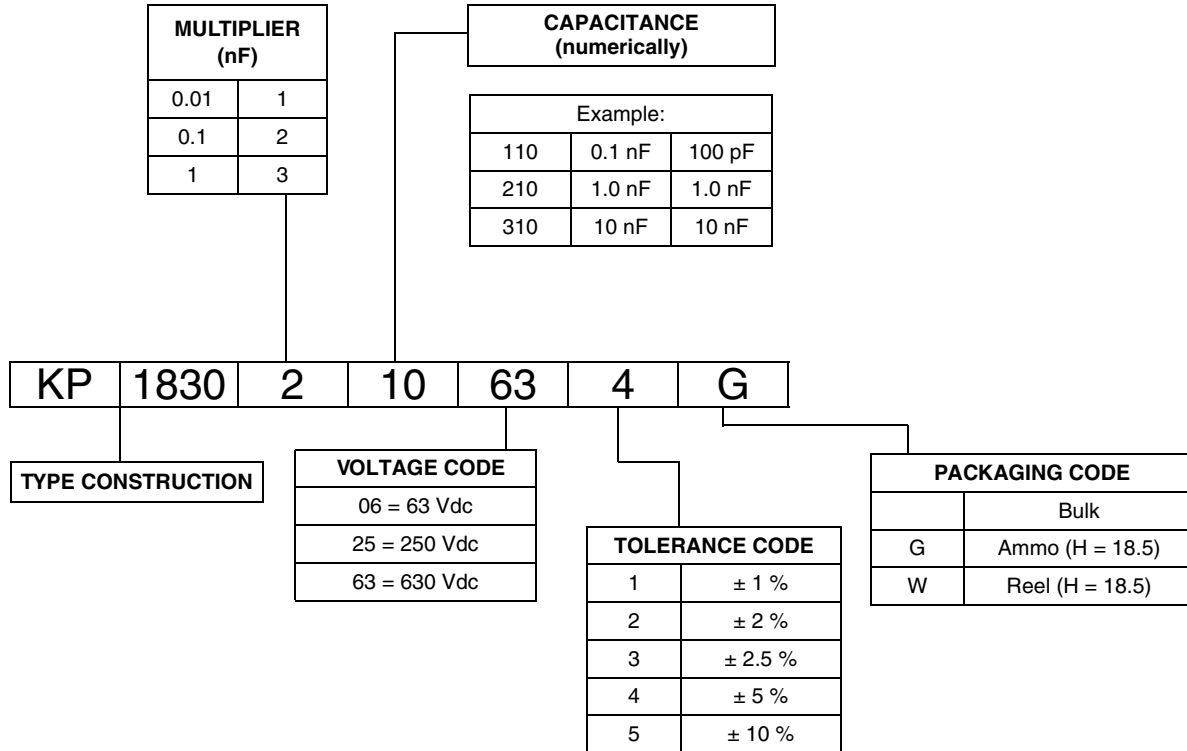 MULTIPLIER
(nF)
0.01 1
0.1 2
1 3
CAPACITANCE
(numerically)
Example:
110 0.1 nF 100 pF
210 1.0 nF 1.0 nF
310 10 nF 10 nF
KP 1830 2 10 63 4 G
TYPE CONSTRUCTION
VOLTAGE CODE
06 = 63 Vdc
25 = 250 Vdc
63 = 630 Vdc
TOLERANCE CODE
1 ± 1 %
2 ± 2 %
3 ± 2.5 %
4 ± 5 %
5 ± 10 %
PACKAGING CODE
Bulk
G Ammo (H = 18.5)
W Reel (H = 18.5)